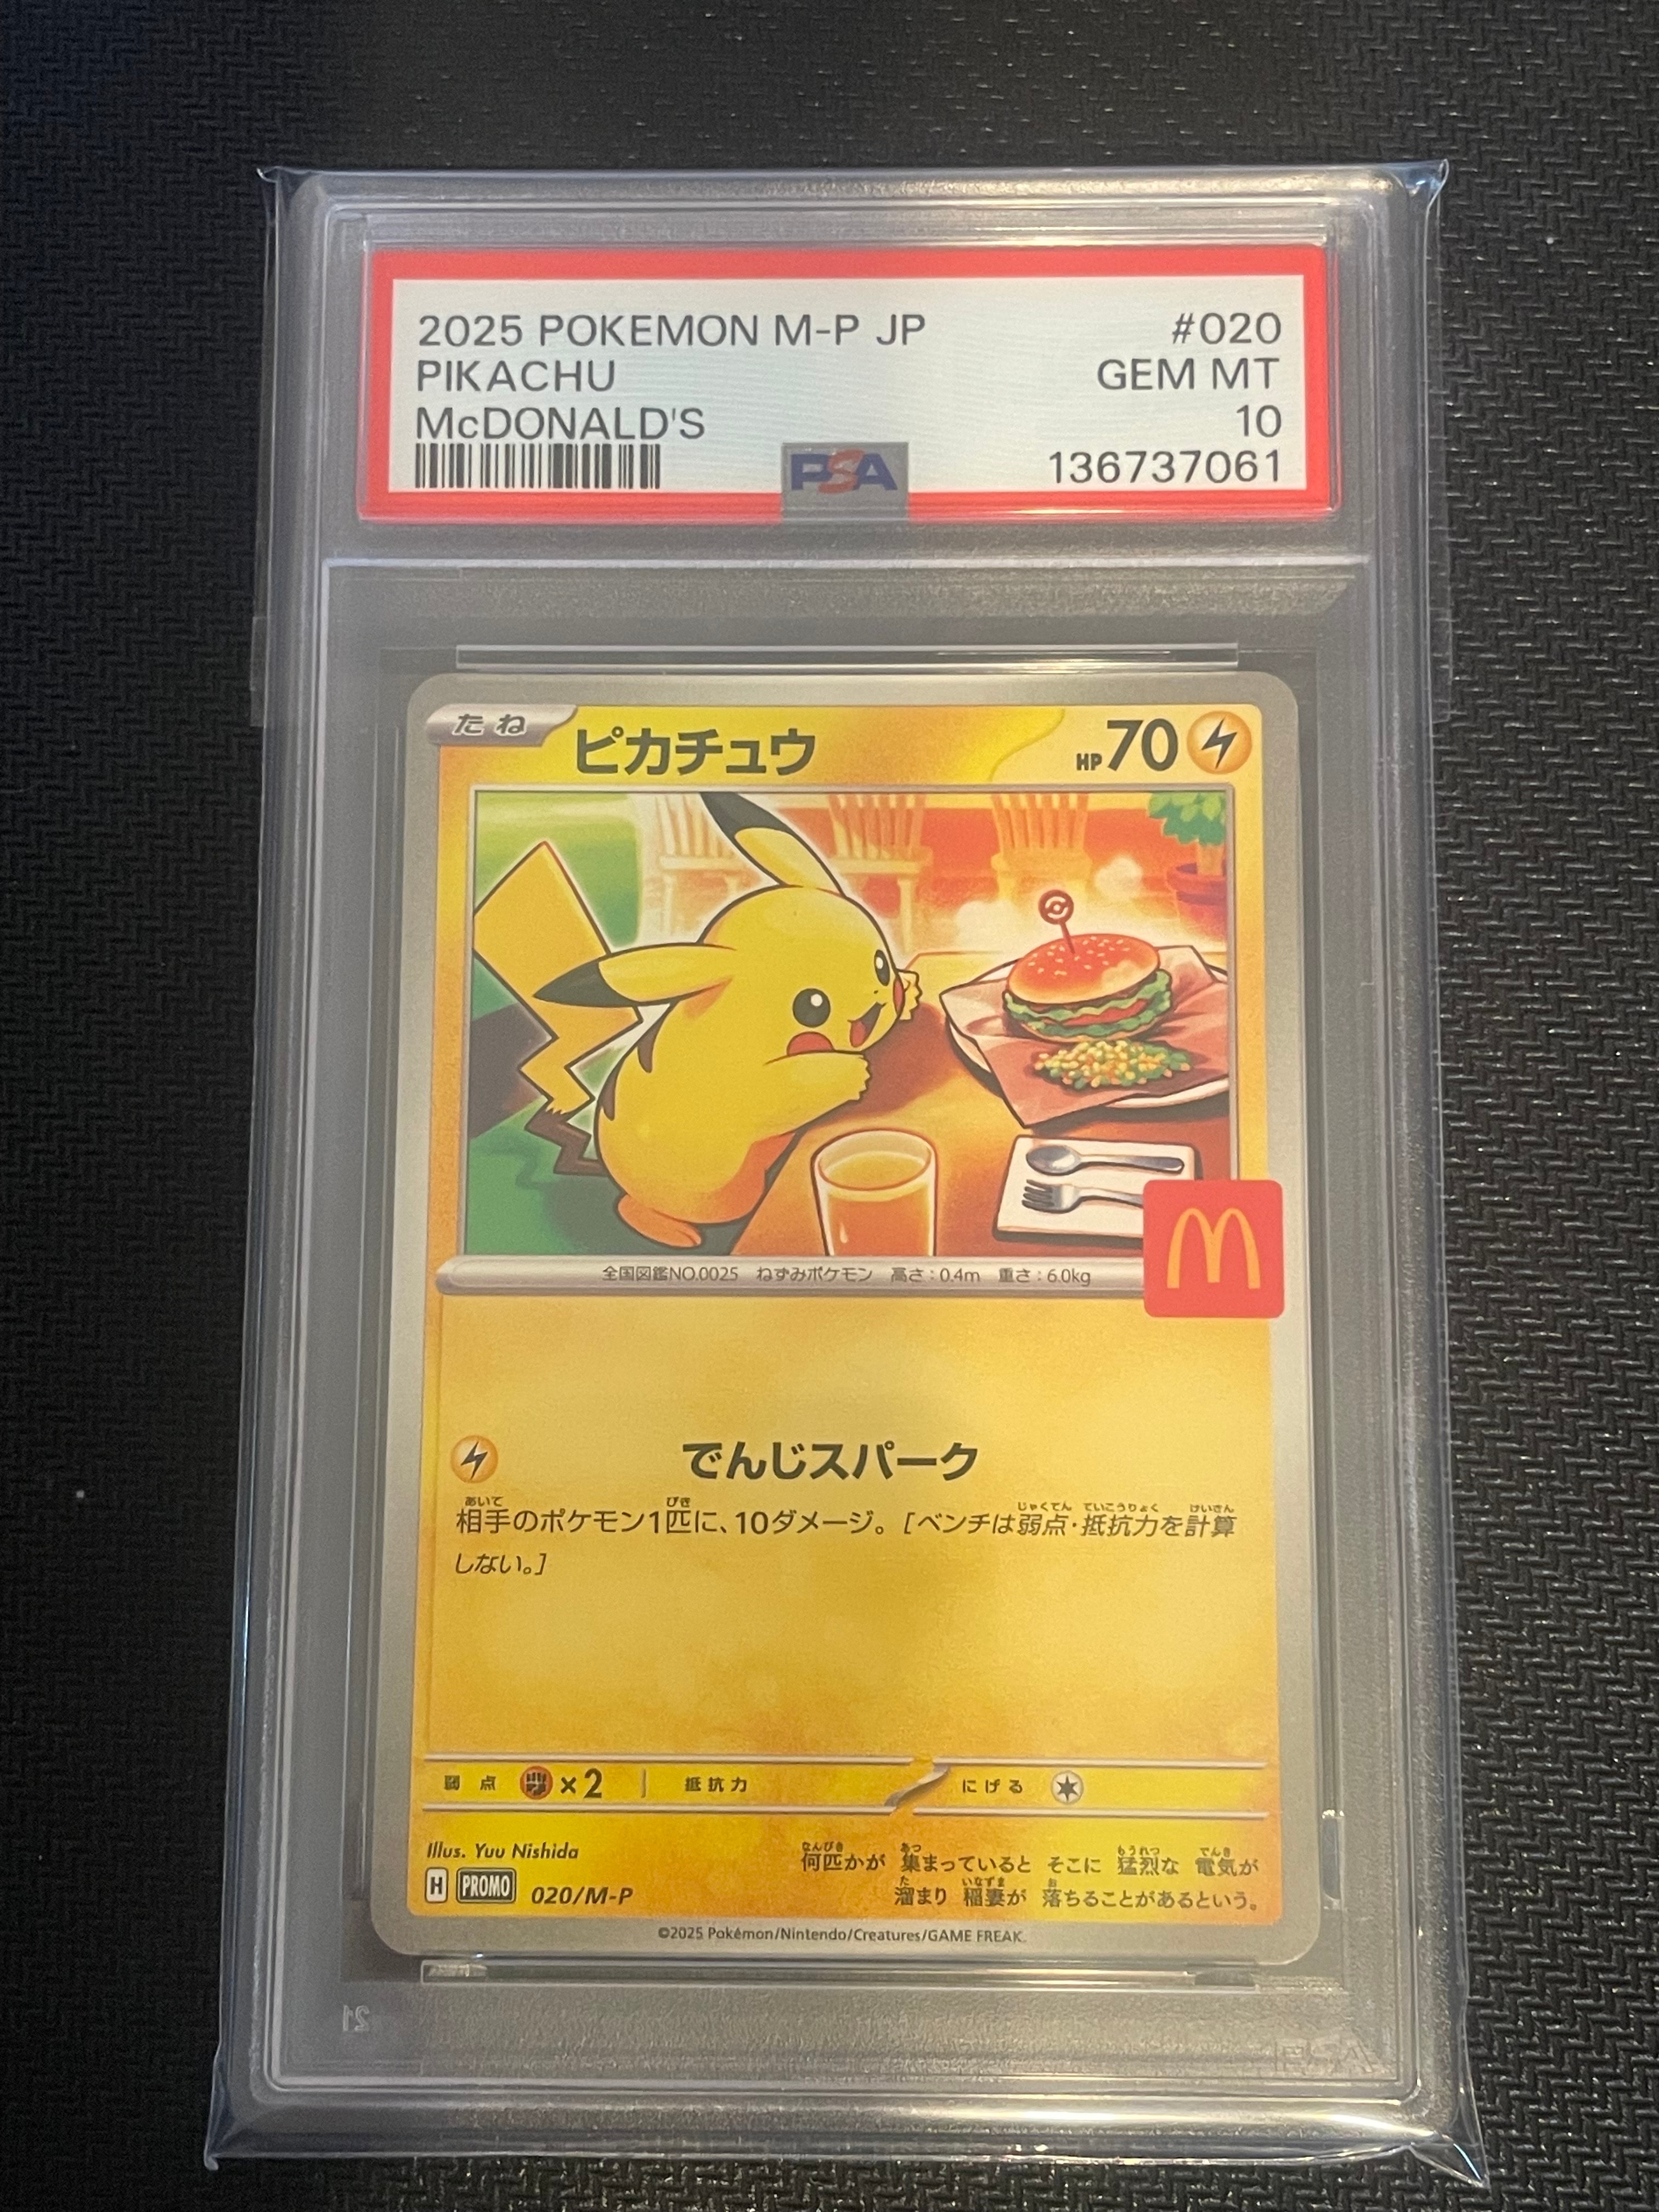 2025 POKEMON M-P JP #020
PIKACHU GEM MT
McDONALD'S 10
PSA 136737061
たね ピカチュウ HP70
全国図鑑NO.0025 ねずみポケモン 高さ:0.4m 重さ:6.0kg
M
でんじスパーク
相手のポケモン1匹に、10ダメージ。[ベンチは弱点・抵抗力を計算
しない。]
弱点 ×2 抵抗力 にげる
Illus. Yuu Nishida
何匹かが 集まっていると そこに 猛烈な 電気が
溜まり 稲妻が 落ちることがあるという。
H PROMO 020/M-P
©2025 Pokémon/Nintendo/Creatures/GAME FREAK.
PSA